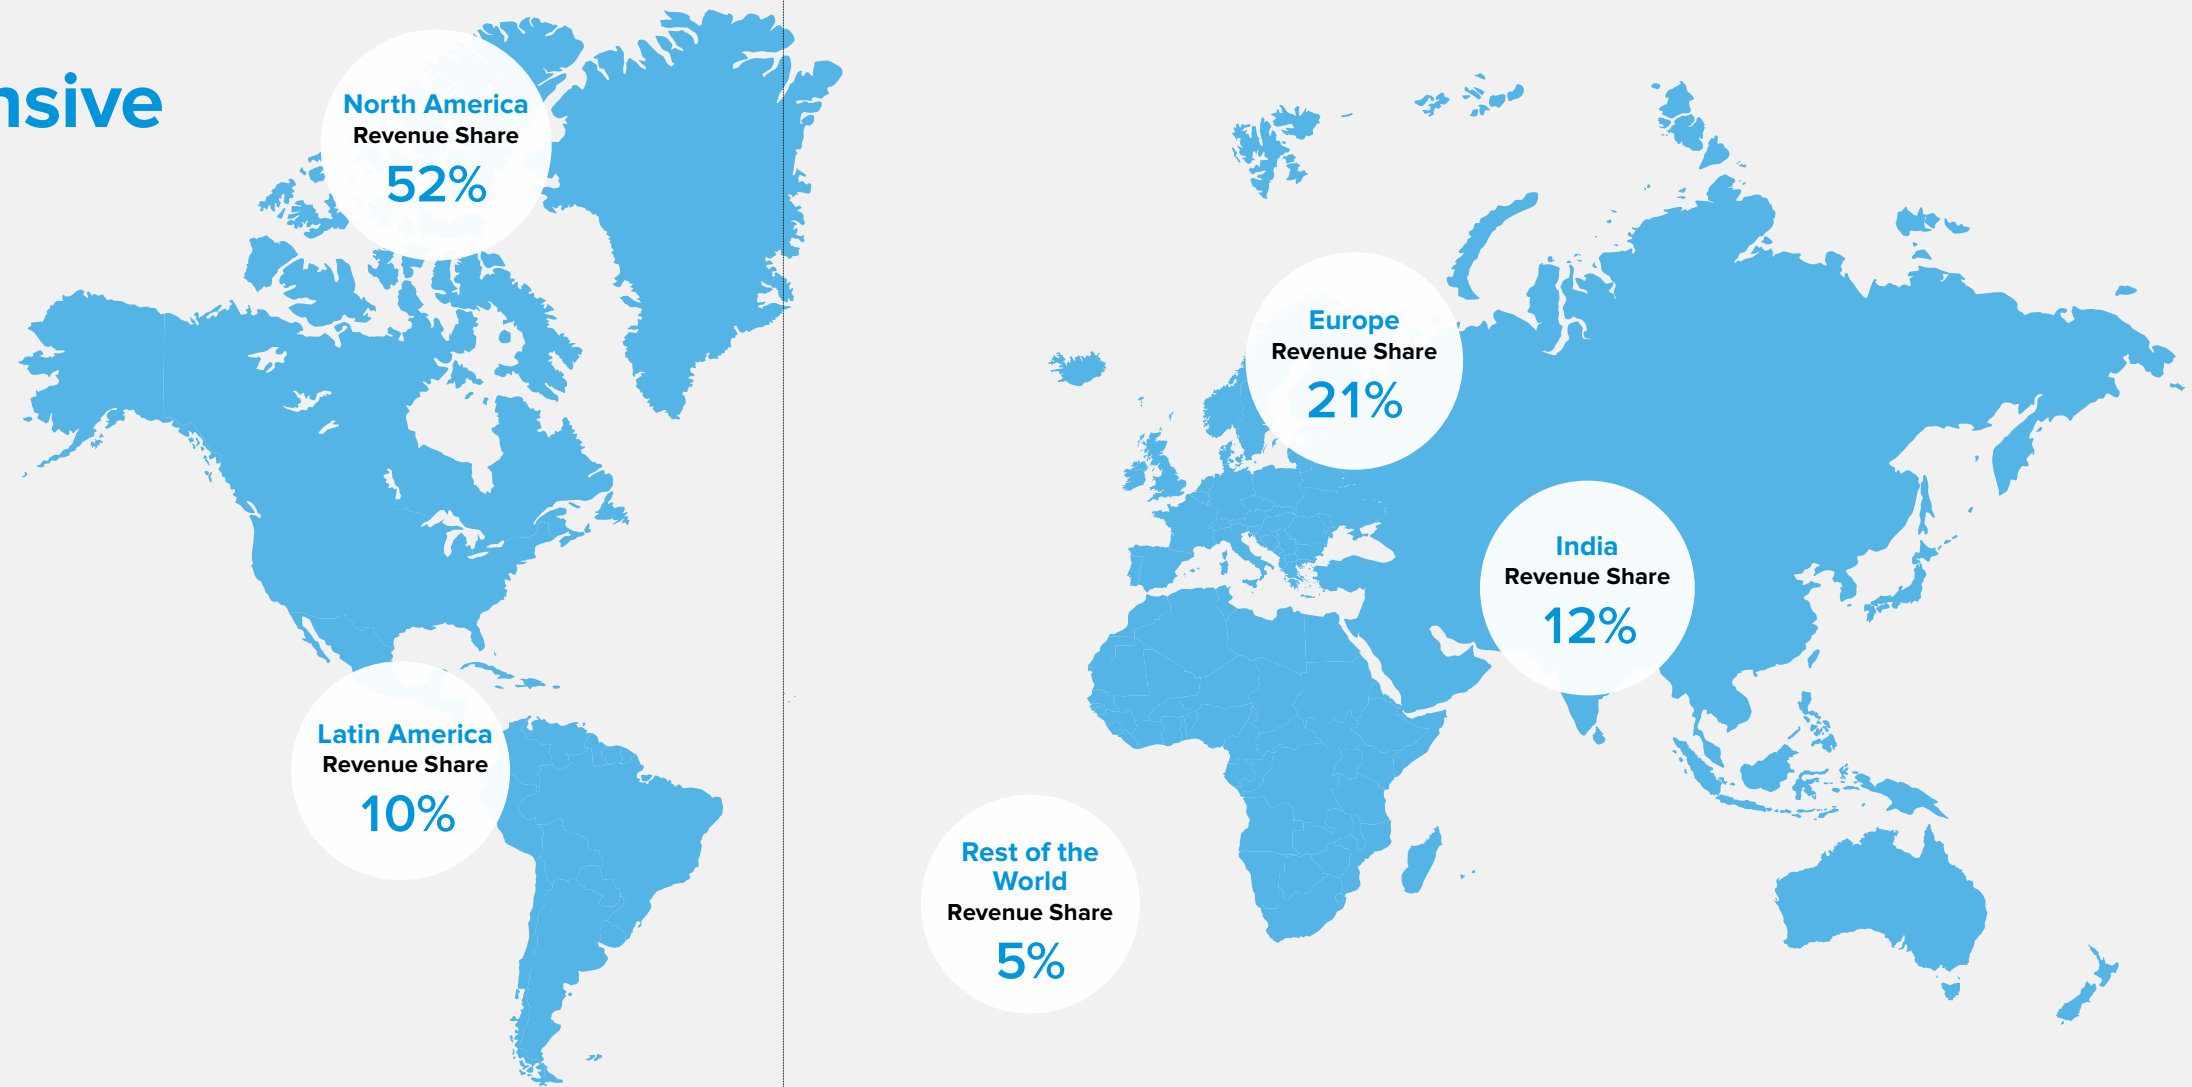 nsive
North America
Revenue Share
52%
Europe
Revenue Share
21%
India
Revenue Share
12%
Latin America
Revenue Share
10%
Rest of the
World
Revenue Share
5%